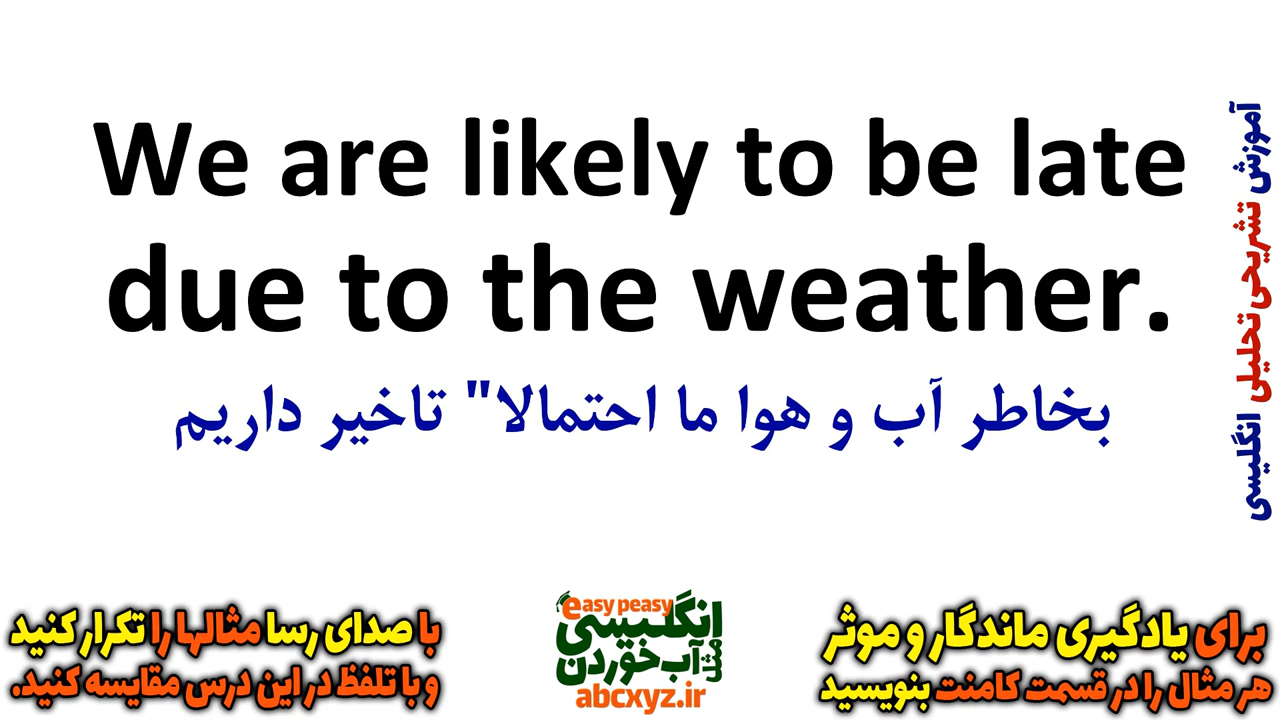 We are likely to be late
due to the weather.
بخاطر آب و هوا ما احتمالا" تاخیر داریم
آموزش تشریحی تحلیلی انگلیسی
برای یادگیری ماندگار و موثر
هر مثال را در قسمت کامنت بنویسید
easy peasy
انگلیسی
مثل آب خوردن
abcxyz.ir
با صدای رسا مثالها را تکرار کنید
و با تلفظ در این درس مقایسه کنید.